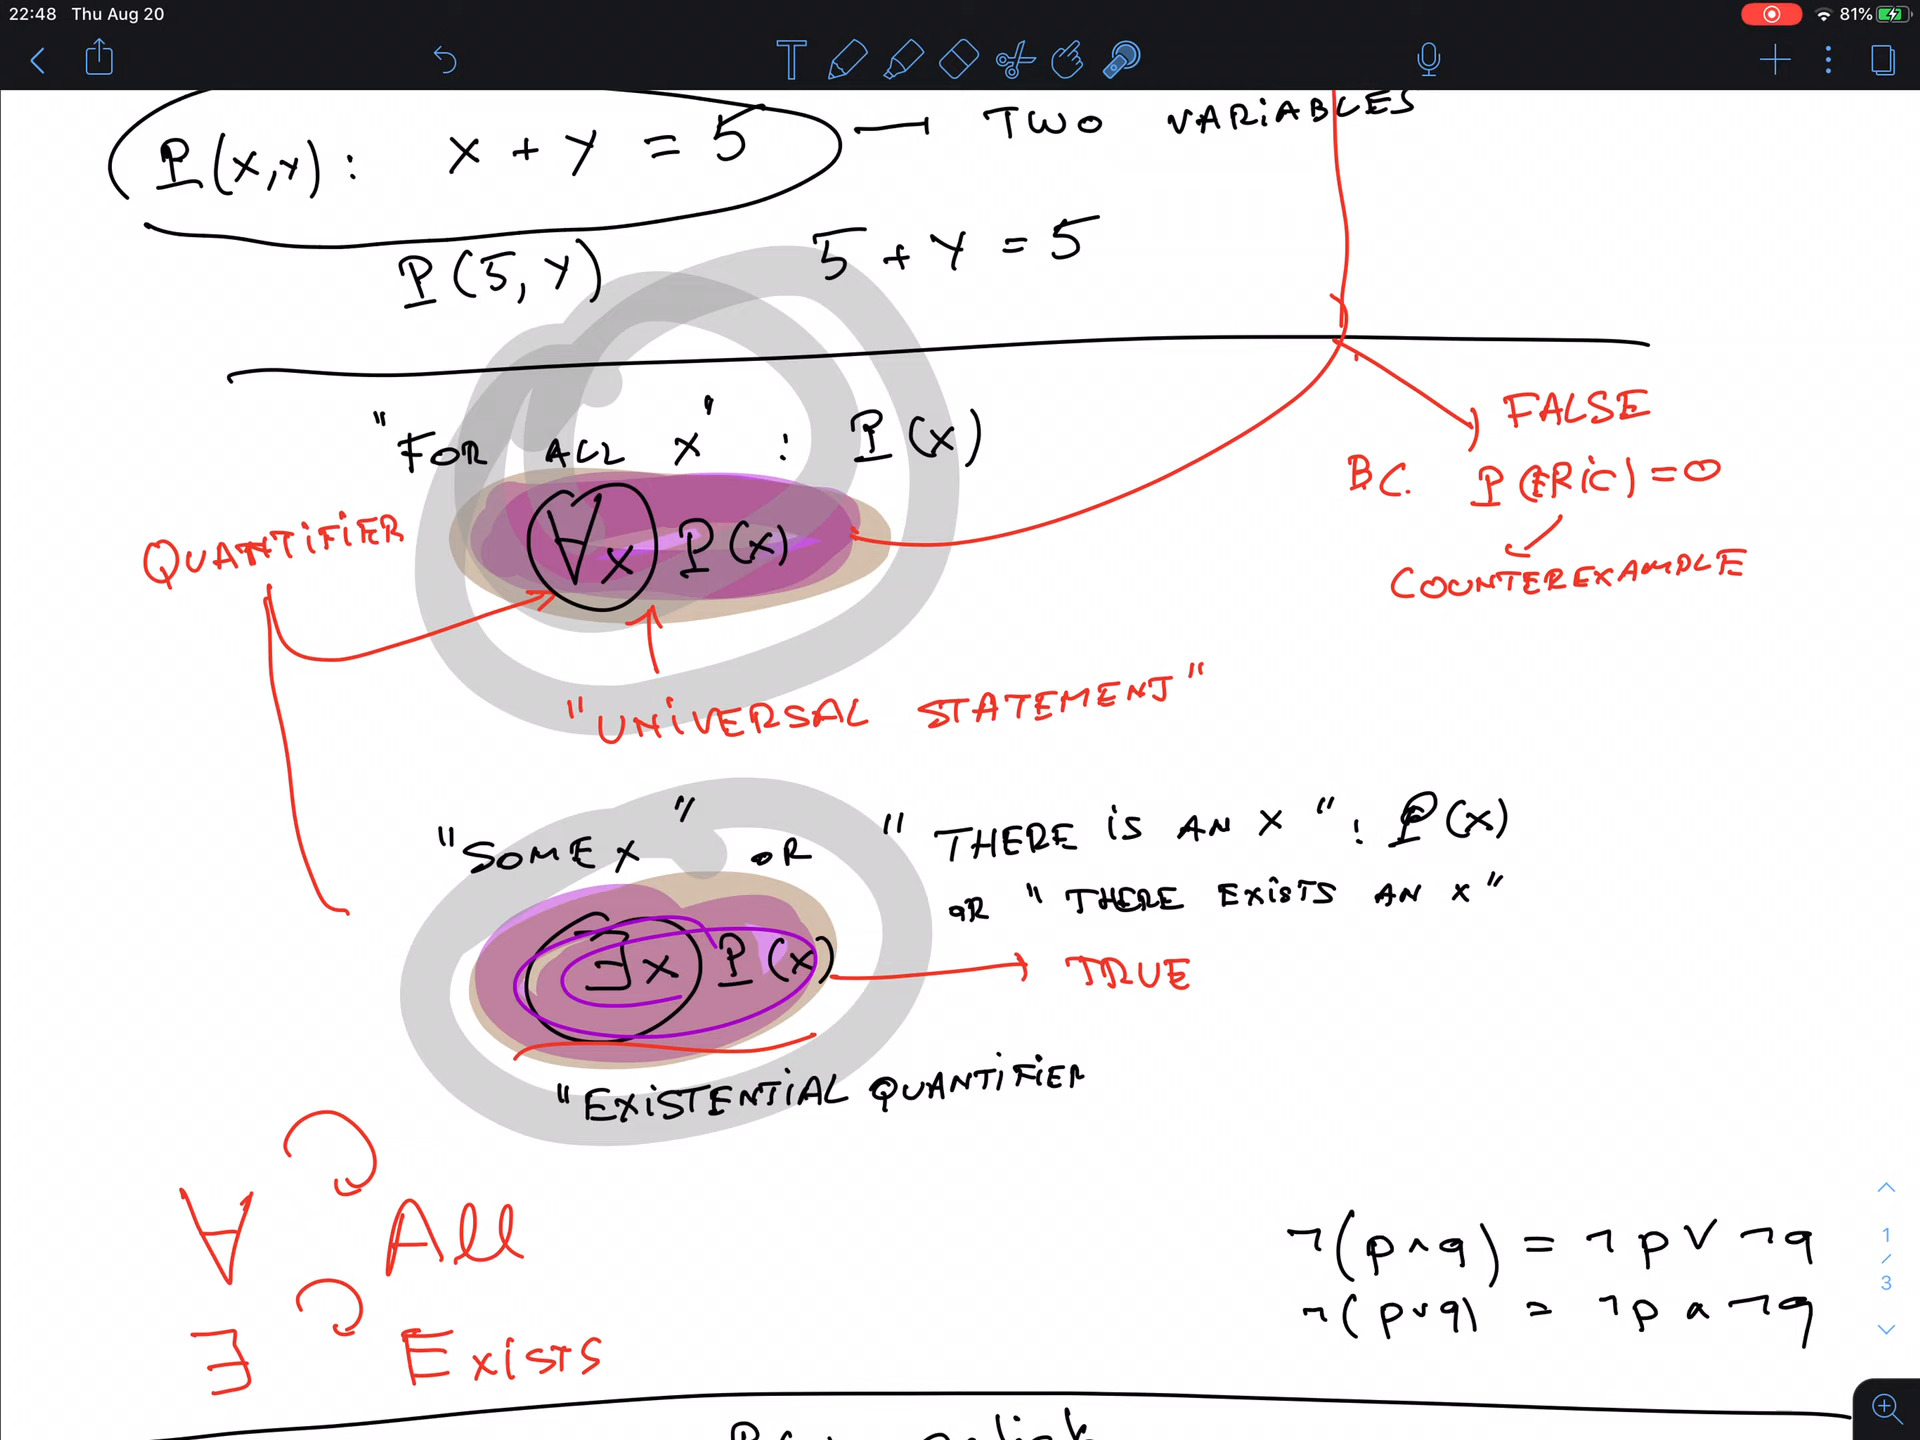 22:48 Thu Aug 20
81%
P(x,y): x + y = 5 — TWO VARiABLES
P(5, y) 5 + y = 5
"FOR ALL X" : P(x)
FALSE
BC. P(ERiC) = 0
COUNTEREXAMPLE
QUANTiFiER
∀x P(x)
"UNiVERSAL STATEMENT"
"SOME X" OR "THERE iS AN X" : P(x)
OR "THERE EXiSTS AN X"
∃x P(x) → TRUE
"EXiSTENTiAL QUANTiFiER
∀ All
∃ Exists
¬(p ∧ q) = ¬p ∨ ¬q
¬(p ∨ q) = ¬p ∧ ¬q
1
/
3